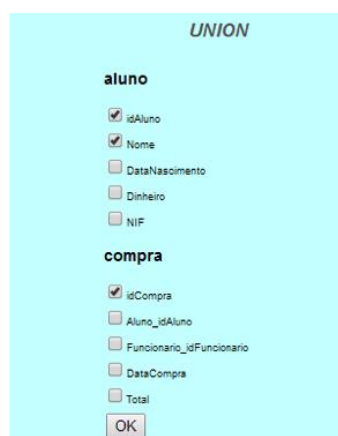 UNION
aluno
idAluno
Nome
DataNascimento
Dinheiro
NIF
compra
idCompra
Aluno_idAluno
Funcionario_idFuncionario
DataCompra
Total
OK